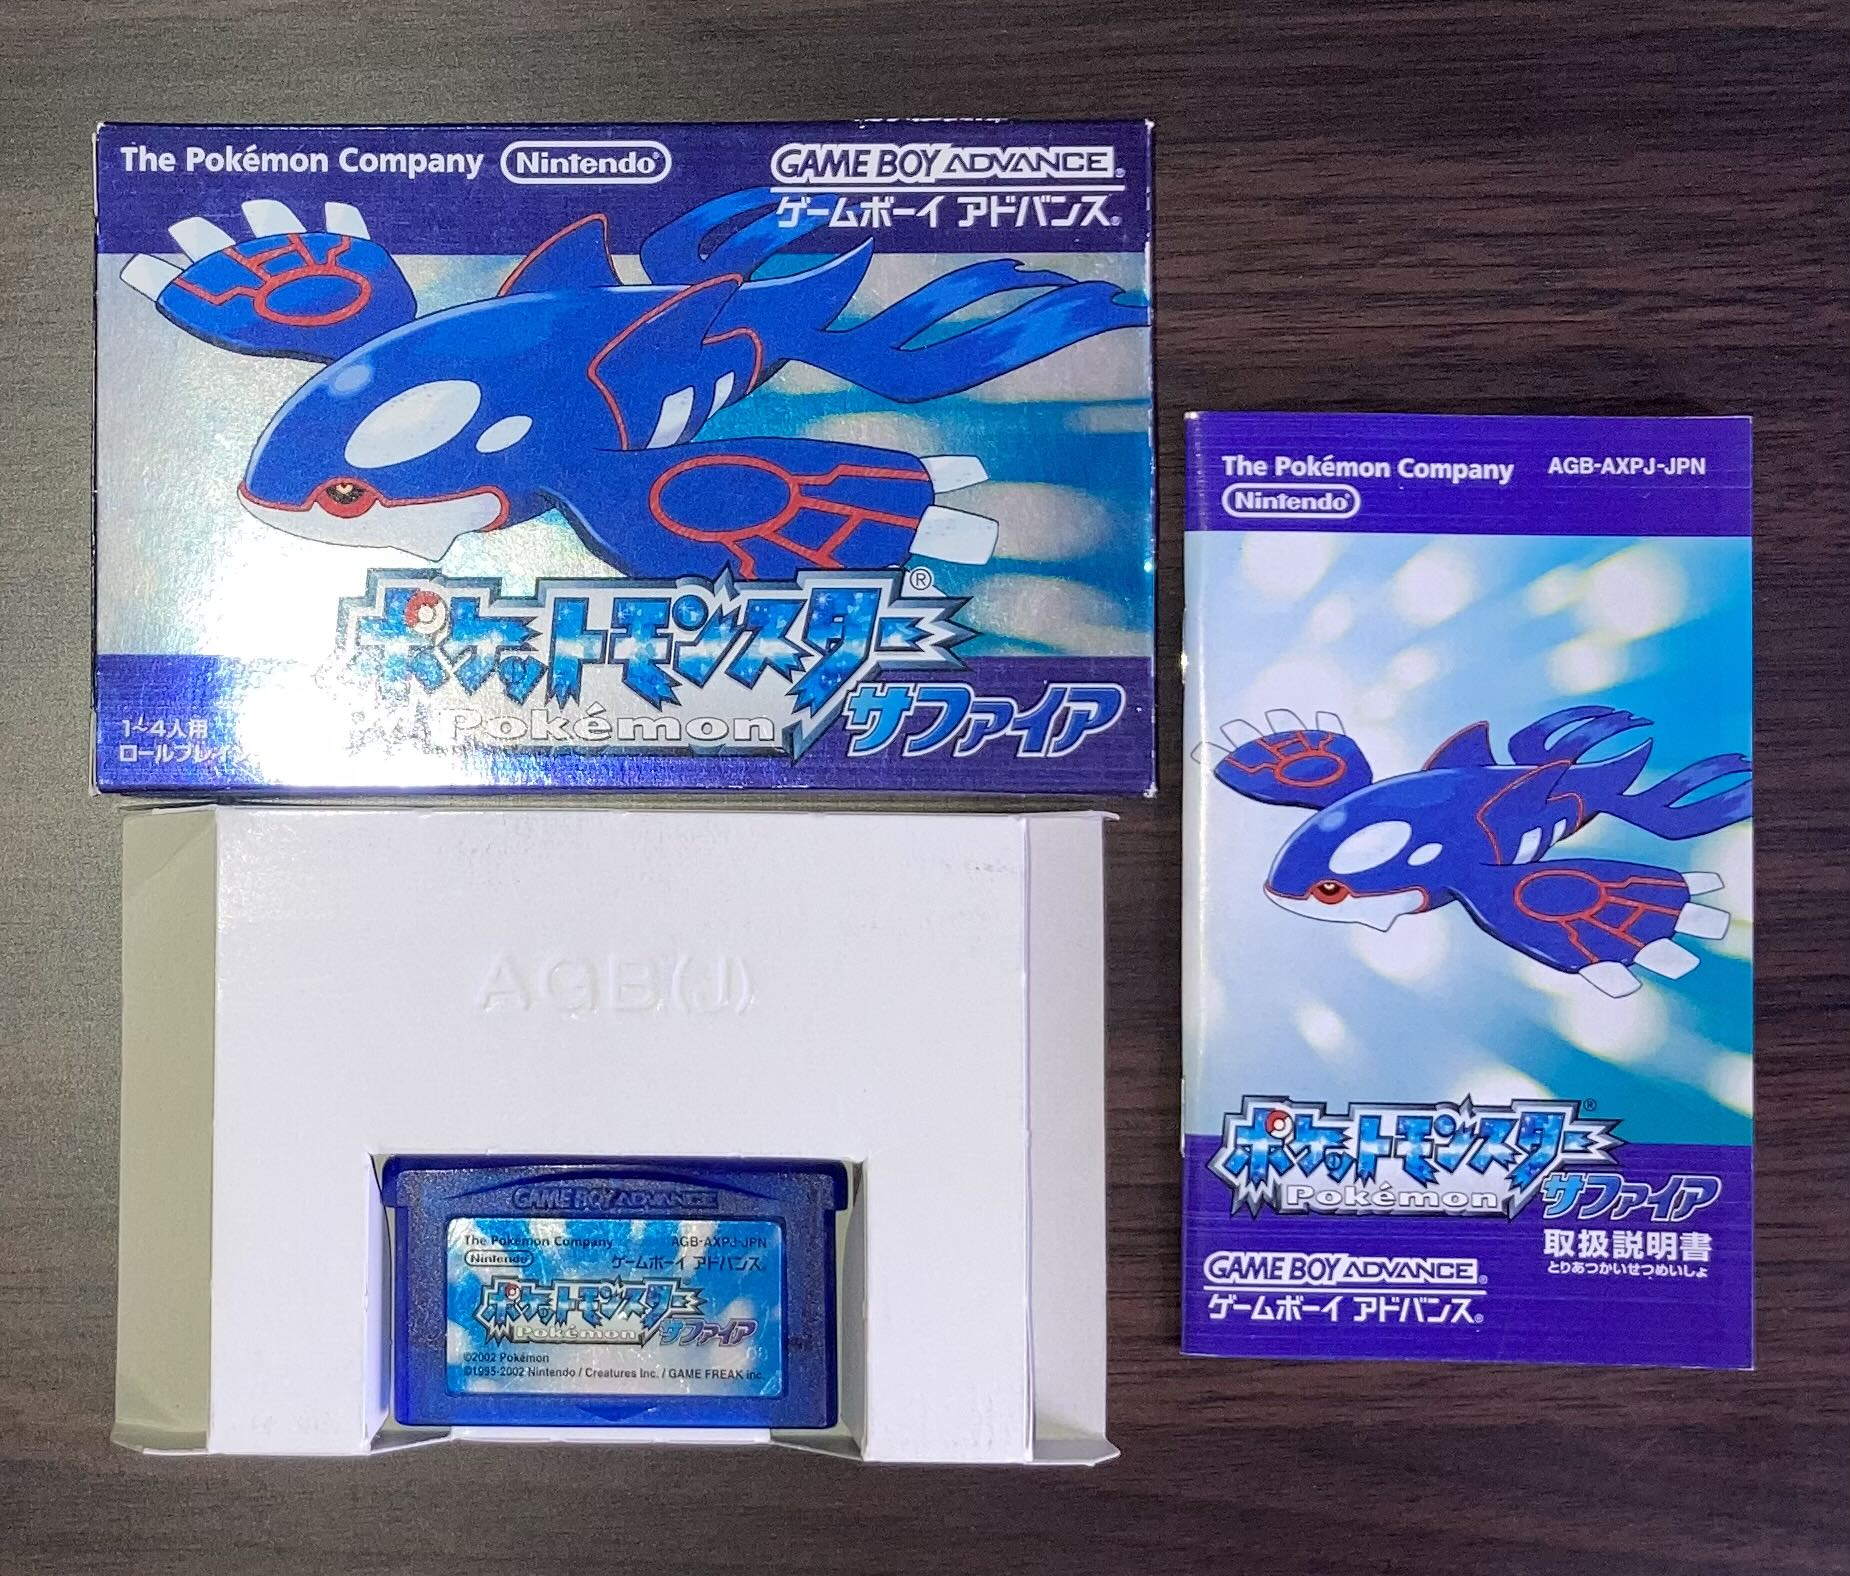 The Pokémon Company Nintendo®
GAME BOY ADVANCE®
ゲームボーイ アドバンス®
ポケットモンスター®
Pokémon
サファイア
1~4人用
ロールプレイン
The Pokémon Company AGB-AXPJ-JPN
Nintendo®
ポケットモンスター®
Pokémon
サファイア
取扱説明書
とりあつかいせつめいしょ
GAME BOY ADVANCE®
ゲームボーイ アドバンス®
AGB(J)
GAME BOY ADVANCE
The Pokémon Company AGB-AXPJ-JPN
Nintendo®
ゲームボーイ アドバンス®
ポケットモンスター®
Pokémon
サファイア
©2002 Pokémon
©1995-2002 Nintendo / Creatures Inc. / GAME FREAK inc.